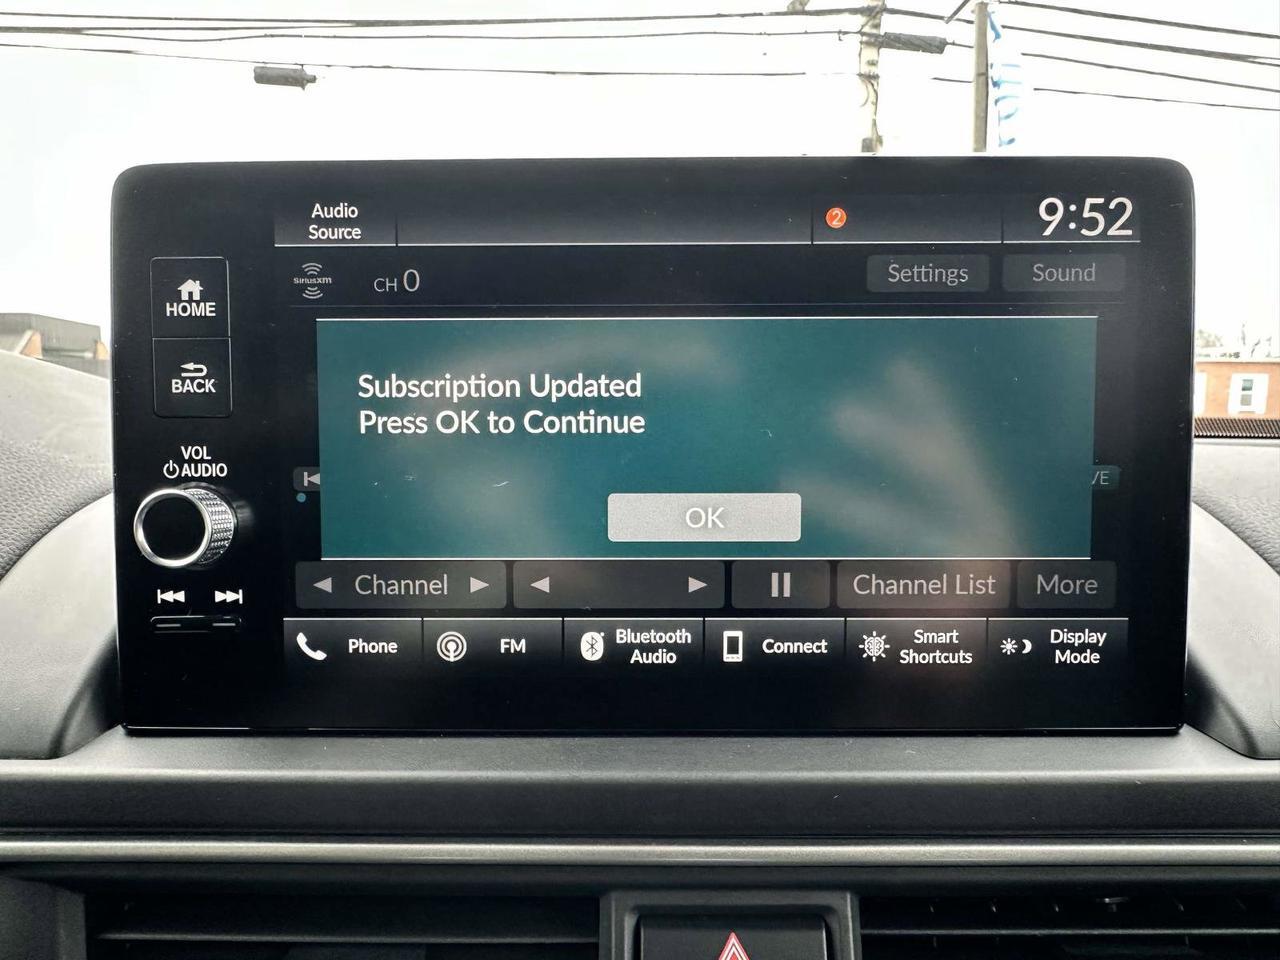 Audio
Source
2
9:52
SiriusXM
CH 0
Settings
Sound
HOME
BACK
VOL
AUDIO
Subscription Updated
Press OK to Continue
VE
OK
Channel
Channel List
More
Phone
FM
Bluetooth
Audio
Connect
Smart
Shortcuts
Display
Mode